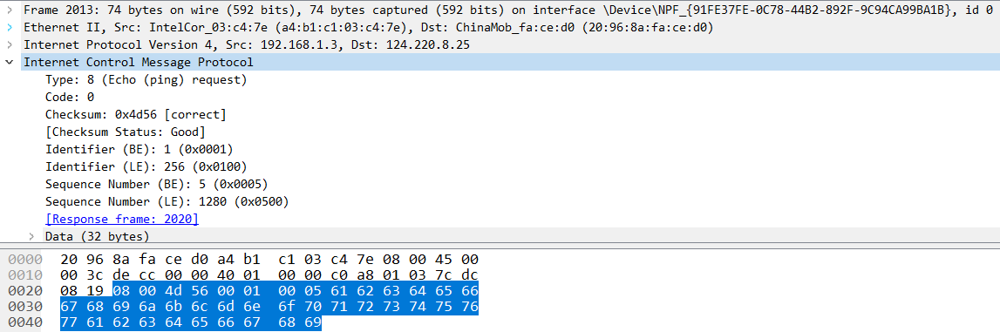 Frame 2013: 74 bytes on wire (592 bits), 74 bytes captured (592 bits) on interface \Device\NPF_{91FE37FE-0C78-44B2-892F-9C94CA99BA1B}, id 0
Ethernet II, Src: IntelCor_03:c4:7e (a4:b1:c1:03:c4:7e), Dst: ChinaMob_fa:ce:d0 (20:96:8a:fa:ce:d0)
Internet Protocol Version 4, Src: 192.168.1.3, Dst: 124.220.8.25
Internet Control Message Protocol
Type: 8 (Echo (ping) request)
Code: 0
Checksum: 0x4d56 [correct]
[Checksum Status: Good]
Identifier (BE): 1 (0x0001)
Identifier (LE): 256 (0x0100)
Sequence Number (BE): 5 (0x0005)
Sequence Number (LE): 1280 (0x0500)
[Response frame: 2020]
Data (32 bytes)
0000 20 96 8a fa ce d0 a4 b1 c1 03 c4 7e 08 00 45 00
0010 00 3c de cc 00 00 40 01 00 00 c0 a8 01 03 7c dc
0020 08 19 08 00 4d 56 00 01 00 05 61 62 63 64 65 66
0030 67 68 69 6a 6b 6c 6d 6e 6f 70 71 72 73 74 75 76
0040 77 61 62 63 64 65 66 67 68 69